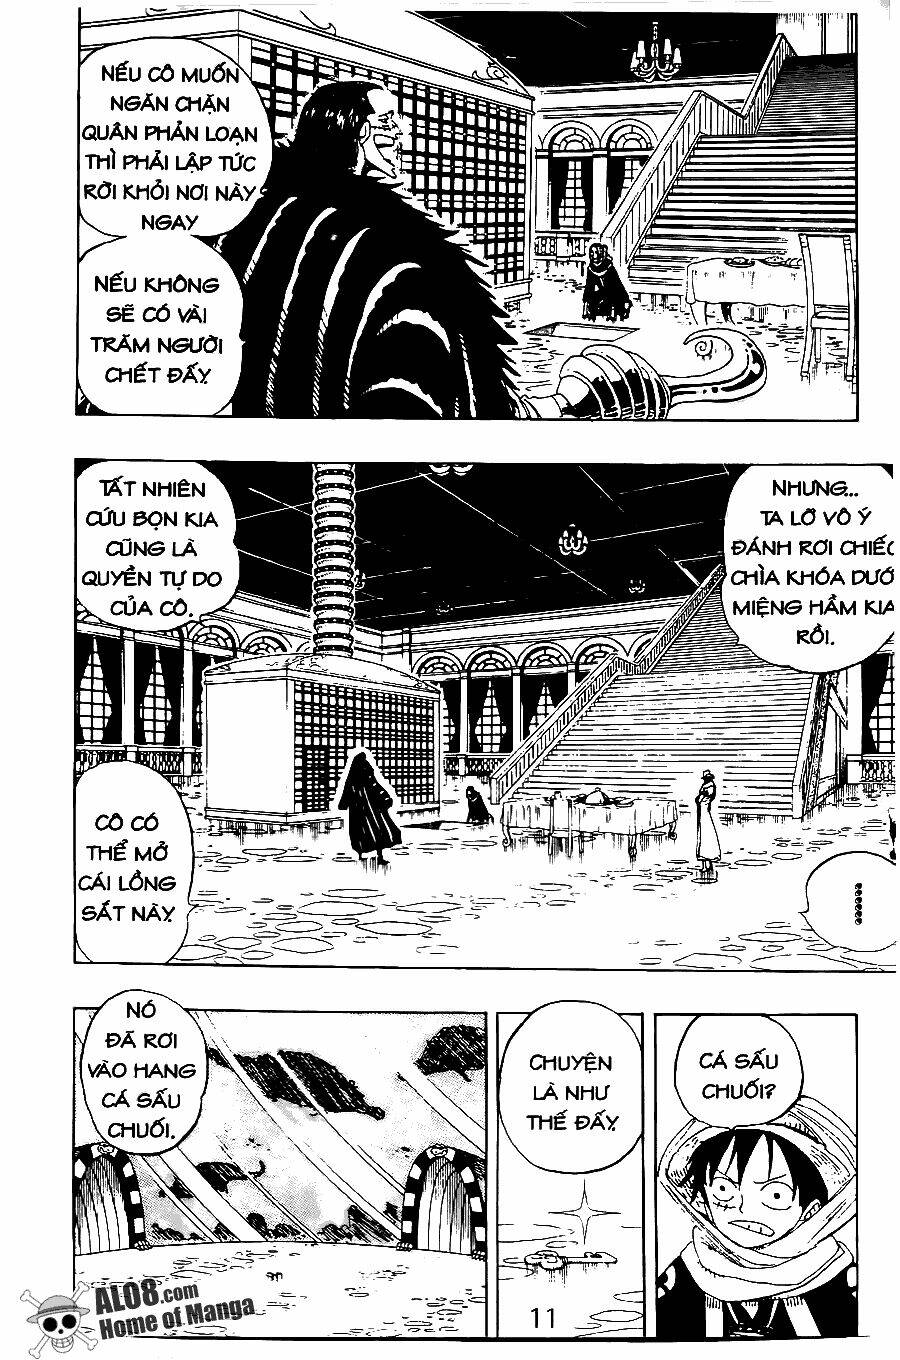 NẾU CÔ MUỐN
NGĂN CHẶN
QUÂN PHẢN LOẠN
THÌ PHẢI LẬP TỨC
RỜI KHỎI NƠI NÀY
NGAY
NẾU KHÔNG
SẼ CÓ VÀI
TRĂM NGƯỜI
CHẾT ĐẤY.
TẤT NHIÊN
CỨU BỌN KIA
CŨNG LÀ
QUYỀN TỰ DO
CỦA CÔ.
NHƯNG...
TA LỠ VÔ Ý
ĐÁNH RƠI CHIẾC
CHÌA KHÓA DƯỚ
MIỆNG HẦM KIA
RỒI.
CÔ CÓ
THỂ MỞ
CÁI LỒNG
SẮT NÀY.
......
NÓ
ĐÃ RƠI
VÀO HANG
CÁ SẤU
CHUỐI.
CHUYỆN
LÀ NHƯ
THẾ ĐẤY.
CÁ SẤU
CHUỐI?
11
ALO8.com
Home of Manga